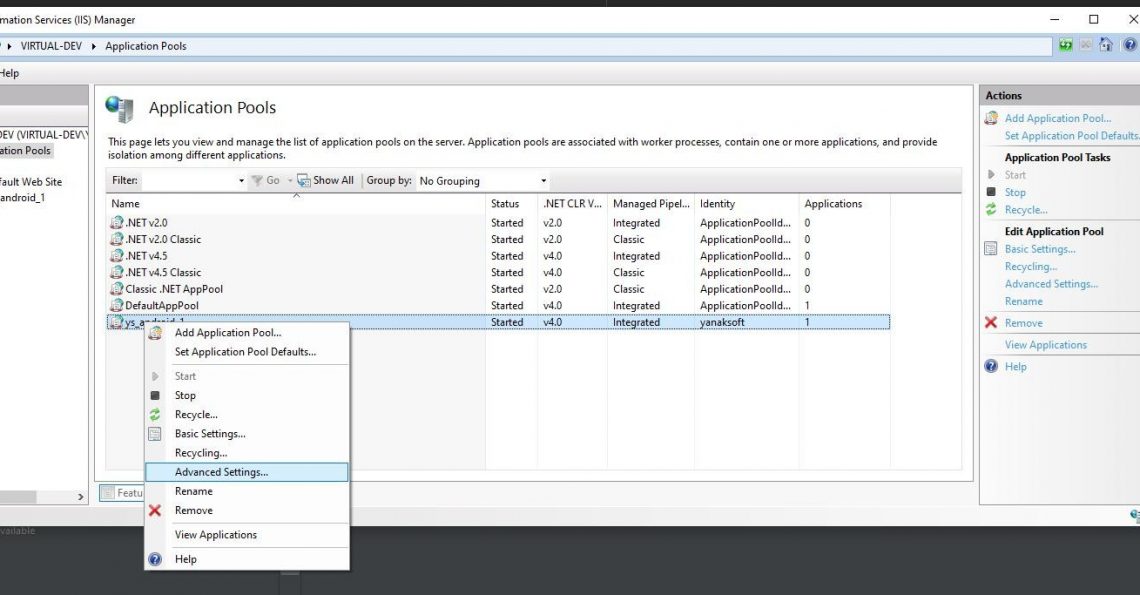 mation Services (IIS) Manager
VIRTUAL-DEV Application Pools
Help
DEV (VIRTUAL-DEV\
ation Pools
fault Web Site
android_1
Application Pools
This page lets you view and manage the list of application pools on the server. Application pools are associated with worker processes, contain one or more applications, and provide
isolation among different applications.
Filter: Go Show All Group by: No Grouping
Name Status .NET CLR V... Managed Pipel... Identity Applications
.NET v2.0 Started v2.0 Integrated ApplicationPoolId... 0
.NET v2.0 Classic Started v2.0 Classic ApplicationPoolId... 0
.NET v4.5 Started v4.0 Integrated ApplicationPoolId... 0
.NET v4.5 Classic Started v4.0 Classic ApplicationPoolId... 0
Classic .NET AppPool Started v2.0 Classic ApplicationPoolId... 0
DefaultAppPool Started v4.0 Integrated ApplicationPoolId... 1
ys_android_1 Started v4.0 Integrated yanaksoft 1
Add Application Pool...
Set Application Pool Defaults...
Start
Stop
Recycle...
Basic Settings...
Recycling...
Advanced Settings...
Rename
Remove
View Applications
Help
Featu
vailable
Actions
Add Application Pool...
Set Application Pool Defaults.
Application Pool Tasks
Start
Stop
Recycle...
Edit Application Pool
Basic Settings...
Recycling...
Advanced Settings...
Rename
Remove
View Applications
Help